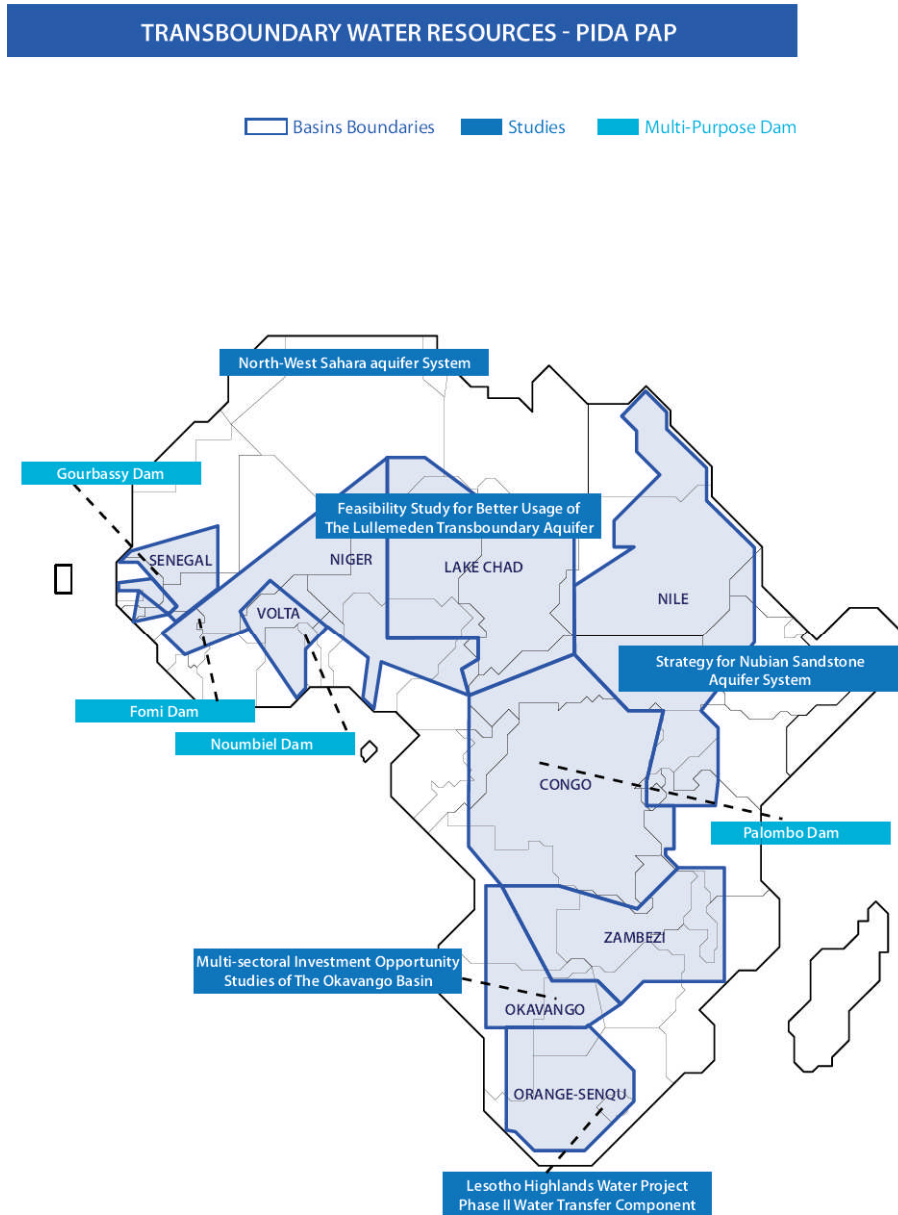 TRANSBOUNDARY WATER RESOURCES - PIDA PAP
Basins Boundaries
Studies
Multi-Purpose Dam
North-West Sahara aquifer System
Gourbassy Dam
Feasibility Study for Better Usage of
The Lullemeden Transboundary Aquifer
SENEGAL
NIGER
LAKE CHAD
VOLTA
NILE
Strategy for Nubian Sandstone
Aquifer System
Fomi Dam
Noumbiel Dam
CONGO
Palombo Dam
ZAMBEZI
Multi-sectoral Investment Opportunity
Studies of The Okavango Basin
OKAVANGO
ORANGE-SENQU
Lesotho Highlands Water Project
Phase II Water Transfer Component